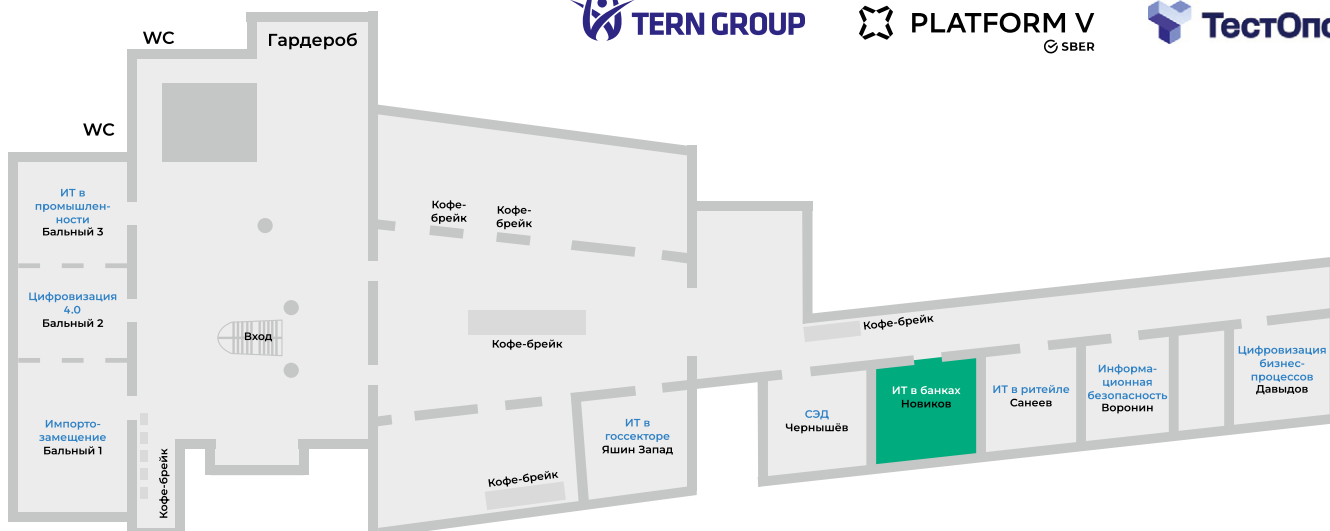 TERN GROUP
PLATFORM V
SBER
WC
Гардероб
WC
ИТ в
промышлен-
ности
Бальный 3
Цифровизация
4.0
Бальный 2
Импорто-
замещение
Бальный 1
Кофе-брейк
Вход
Кофе-
брейк
Кофе-
брейк
Кофе-брейк
Кофе-брейк
ИТ в
госсекторе
Яшин Запад
Кофе-брейк
СЭД
Чернышёв
ИТ в банках
Новиков
ИТ в ритейле
Санеев
Информа-
ционная
безопасность
Воронин
Цифровизация
бизнес-
процессов
Давыдов